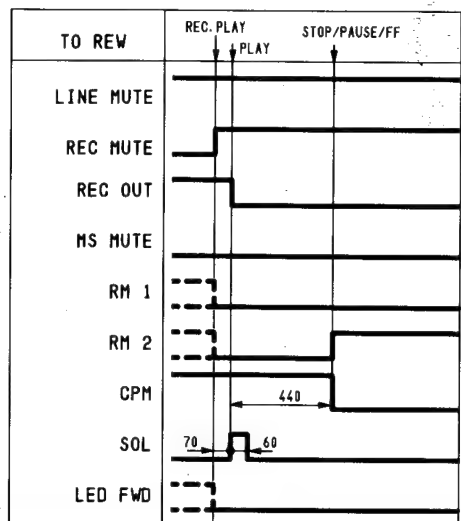 TO REW
REC. PLAY
PLAY
STOP/PAUSE/FF
LINE MUTE
REC MUTE
REC OUT
MS MUTE
RM 1
RM 2
CPM
440
SOL
70
60
LED FWD